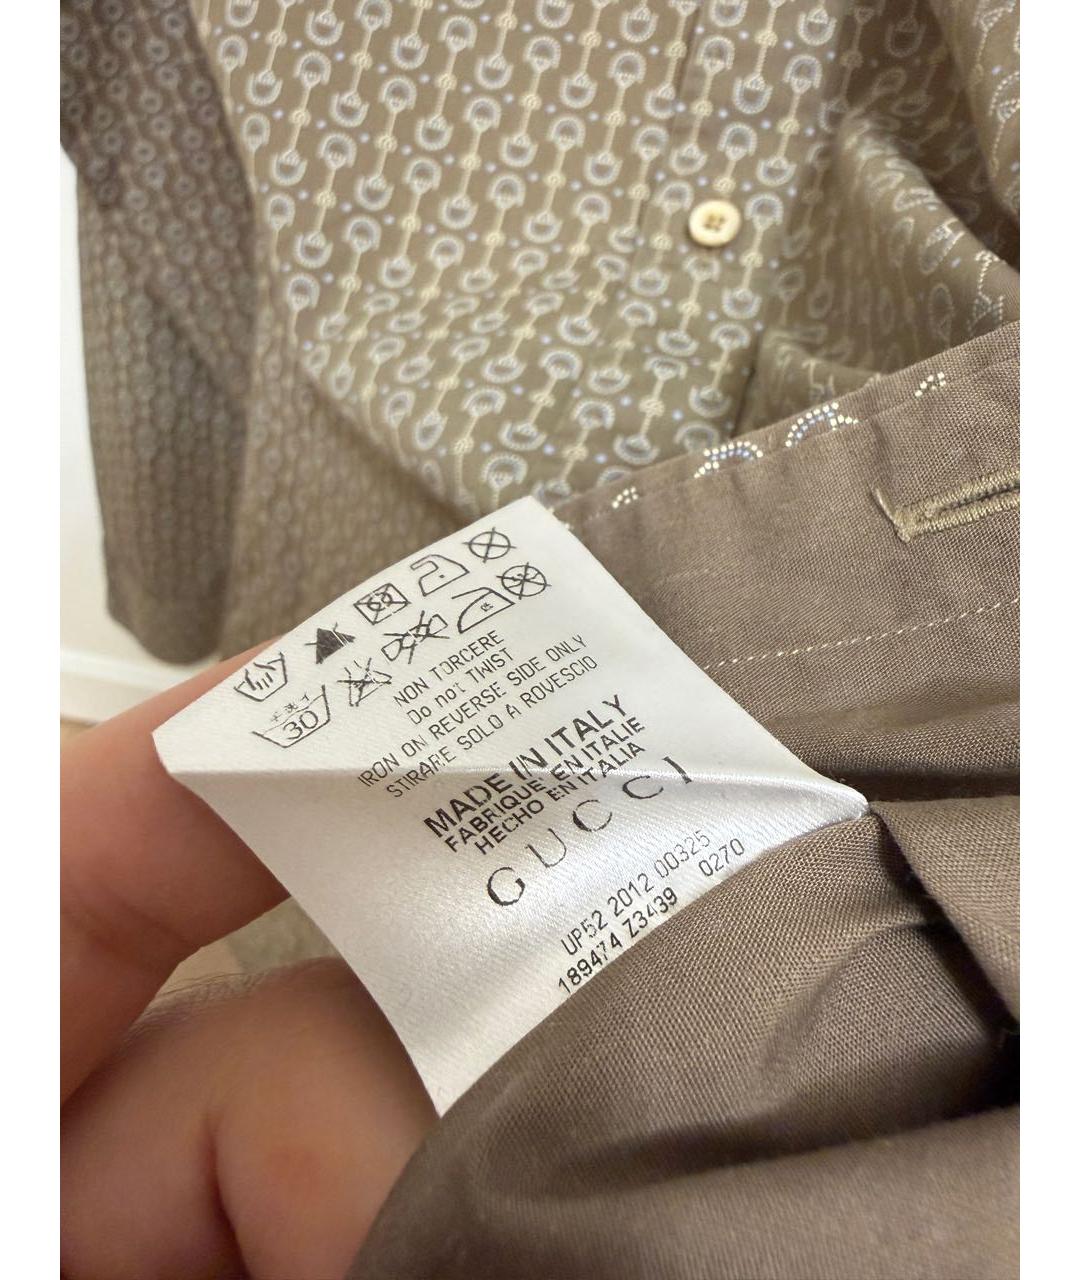 30
NON TORCERE
Do not TWIST
IRON ON REVERSE SIDE ONLY
STIRARE SOLO A ROVESCIO
MADE IN ITALY
FABRIQUE EN ITALIE
HECHO EN ITALIA
GUCCI
UP52 2012 00325
189474 Z3439 0270